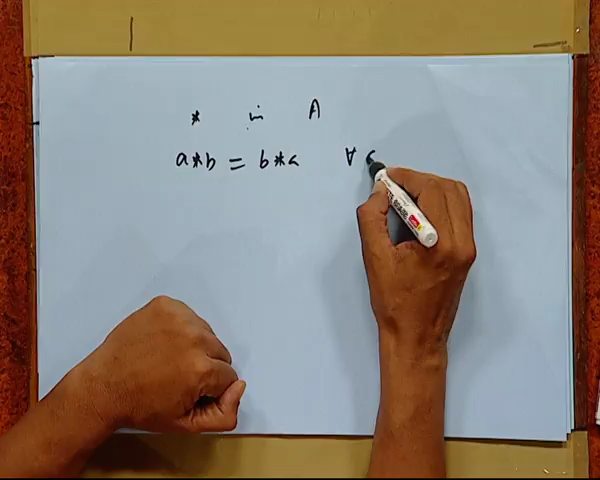 * in A
a*b = b*a ∀